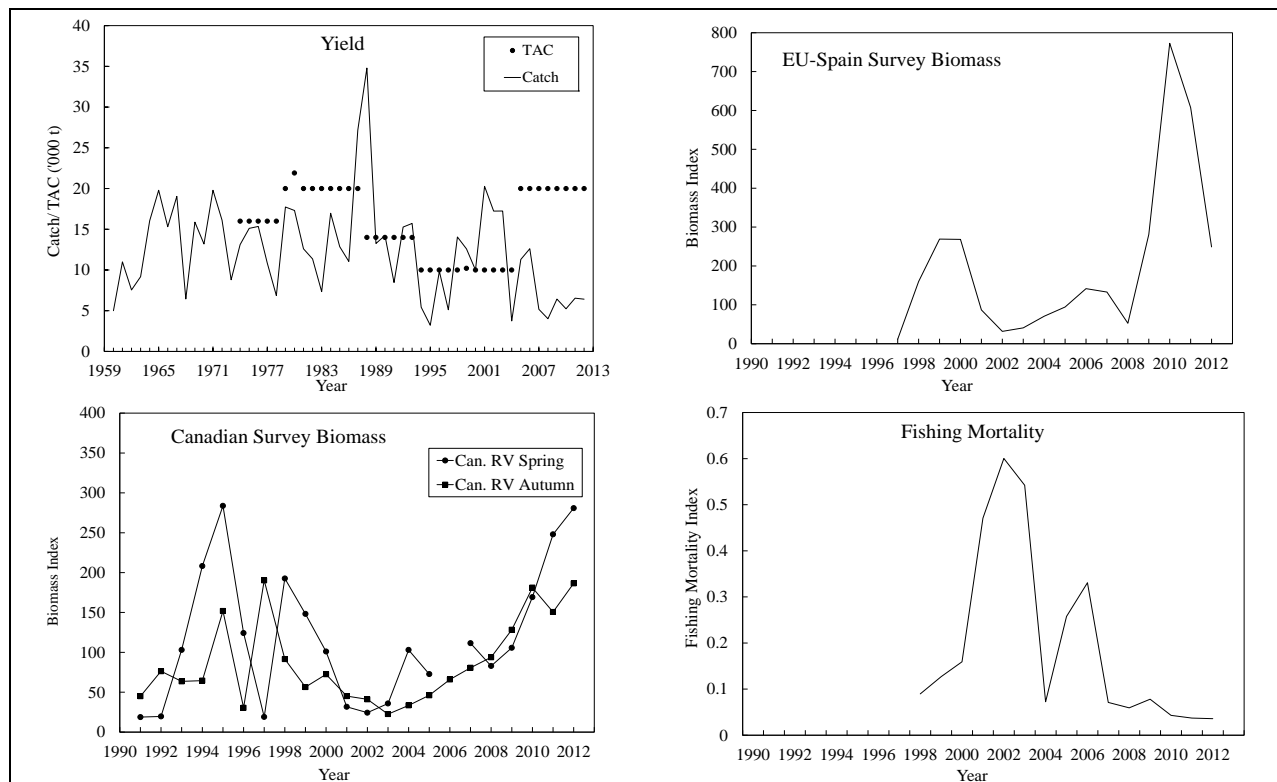 Yield
TAC
Catch
40
35
30
25
20
15
10
5
0
Catch/ TAC ('000 t)
1959 1965 1971 1977 1983 1989 1995 2001 2007 2013
Year
EU-Spain Survey Biomass
800
700
600
500
400
300
200
100
0
Biomass Index
1990 1992 1994 1996 1998 2000 2002 2004 2006 2008 2010 2012
Year
Canadian Survey Biomass
Can. RV Spring
Can. RV Autumn
400
350
300
250
200
150
100
50
0
Biomass Index
1990 1992 1994 1996 1998 2000 2002 2004 2006 2008 2010 2012
Year
Fishing Mortality
0.7
0.6
0.5
0.4
0.3
0.2
0.1
0
Fishing Mortality Index
1990 1992 1994 1996 1998 2000 2002 2004 2006 2008 2010 2012
Year